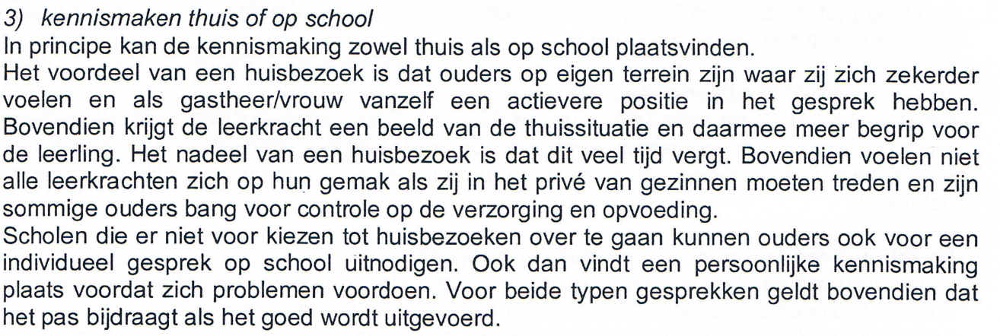 3) kennismaken thuis of op school
In principe kan de kennismaking zowel thuis als op school plaatsvinden.
Het voordeel van een huisbezoek is dat ouders op eigen terrein zijn waar zij zich zekerder
voelen en als gastheer/vrouw vanzelf een actievere positie in het gesprek hebben.
Bovendien krijgt de leerkracht een beeld van de thuissituatie en daarmee meer begrip voor
de leerling. Het nadeel van een huisbezoek is dat dit veel tijd vergt. Bovendien voelen niet
alle leerkrachten zich op hun gemak als zij in het privé van gezinnen moeten treden en zijn
sommige ouders bang voor controle op de verzorging en opvoeding.
Scholen die er niet voor kiezen tot huisbezoeken over te gaan kunnen ouders ook voor een
individueel gesprek op school uitnodigen. Ook dan vindt een persoonlijke kennismaking
plaats voordat zich problemen voordoen. Voor beide typen gesprekken geldt bovendien dat
het pas bijdraagt als het goed wordt uitgevoerd.